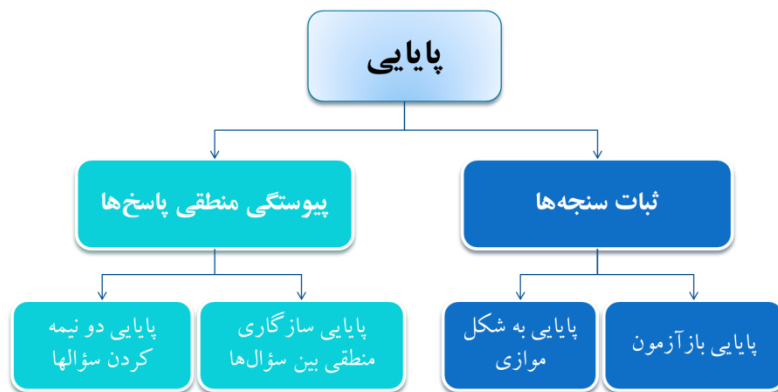 پایایی
ثبات سنجه‌ها
پیوستگی منطقی پاسخ‌ها
پایایی بازآزمون
پایایی به شکل
موازی
پایایی سازگاری
منطقی بین سؤال‌ها
پایایی دو نیمه
کردن سؤالها